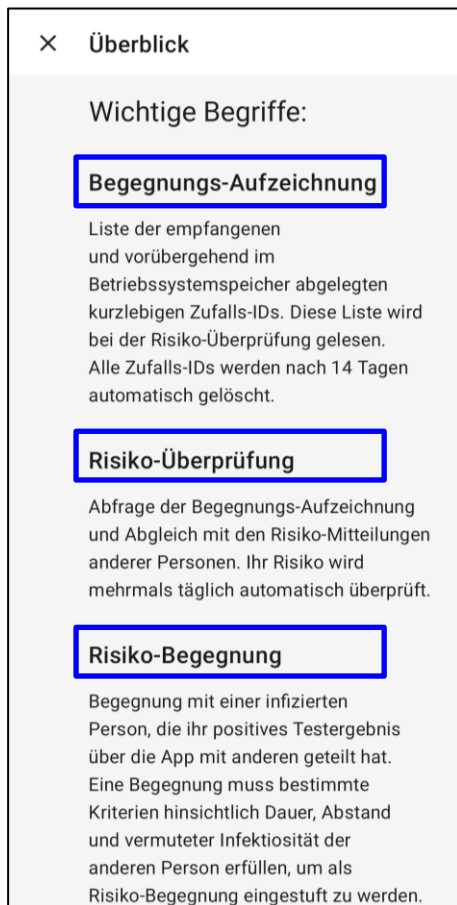 × Überblick
Wichtige Begriffe:
Begegnungs-Aufzeichnung
Liste der empfangenen
und vorübergehend im
Betriebssystemspeicher abgelegten
kurzlebigen Zufalls-IDs. Diese Liste wird
bei der Risiko-Überprüfung gelesen.
Alle Zufalls-IDs werden nach 14 Tagen
automatisch gelöscht.
Risiko-Überprüfung
Abfrage der Begegnungs-Aufzeichnung
und Abgleich mit den Risiko-Mitteilungen
anderer Personen. Ihr Risiko wird
mehrmals täglich automatisch überprüft.
Risiko-Begegnung
Begegnung mit einer infizierten
Person, die ihr positives Testergebnis
über die App mit anderen geteilt hat.
Eine Begegnung muss bestimmte
Kriterien hinsichtlich Dauer, Abstand
und vermuteter Infektiosität der
anderen Person erfüllen, um als
Risiko-Begegnung eingestuft zu werden.